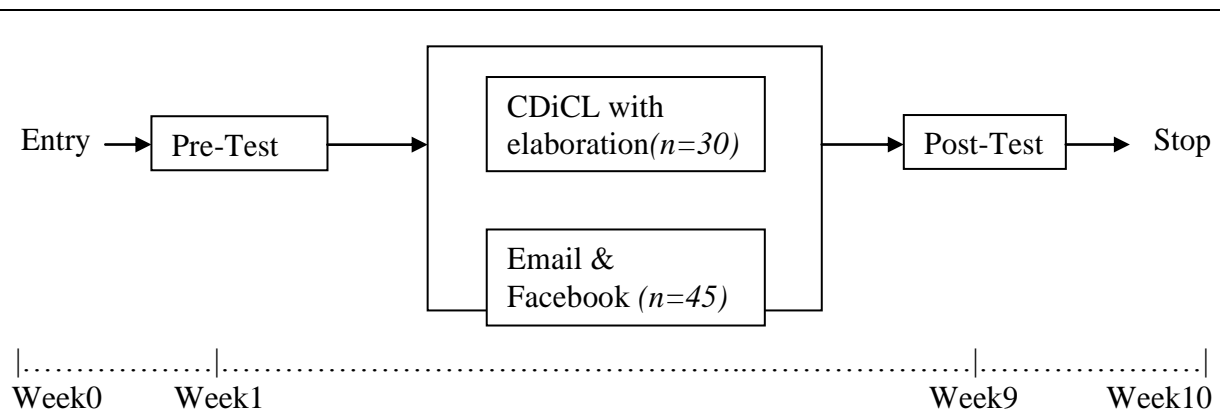 CDiCL with
elaboration(n=30)
Entry
Pre-Test
Post-Test
Stop
Email &
Facebook (n=45)
|………………|……………………………………………………………|…………………|
Week0 Week1 Week9 Week10